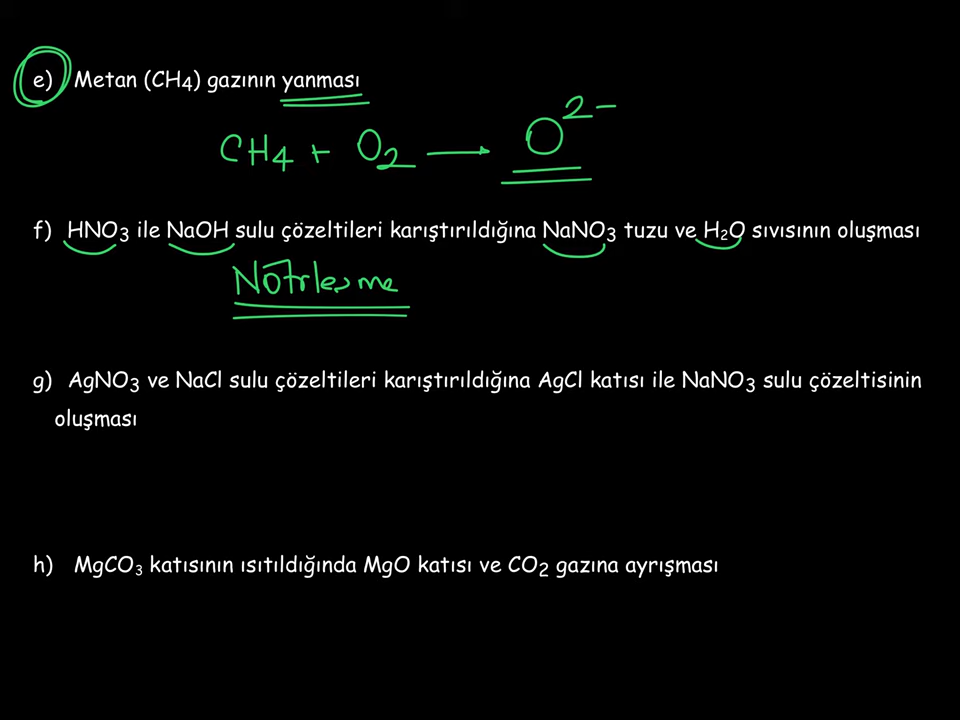 e) Metan (CH4) gazının yanması
CH4 + O2 — O2-
f) HNO3 ile NaOH sulu çözeltileri karıştırıldığına NaNO3 tuzu ve H2O sıvısının oluşması
Nötrleşme
g) AgNO3 ve NaCl sulu çözeltileri karıştırıldığına AgCl katısı ile NaNO3 sulu çözeltisinin
oluşması
h) MgCO3 katısının ısıtıldığında MgO katısı ve CO2 gazına ayrışması